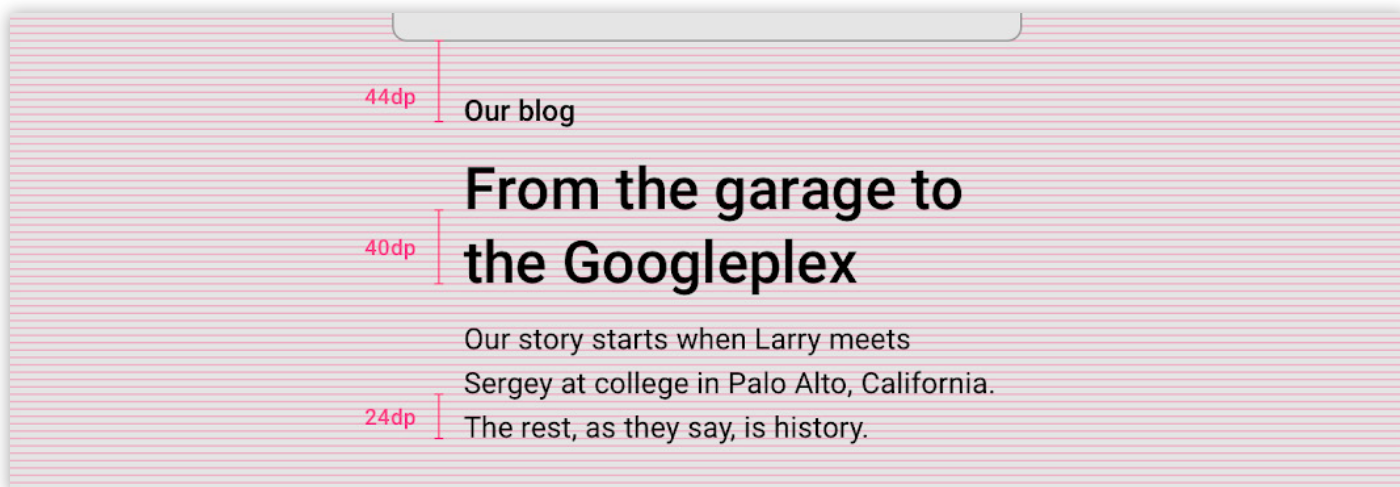 44dp
Our blog
From the garage to
40dp
the Googleplex
Our story starts when Larry meets
Sergey at college in Palo Alto, California.
24dp
The rest, as they say, is history.